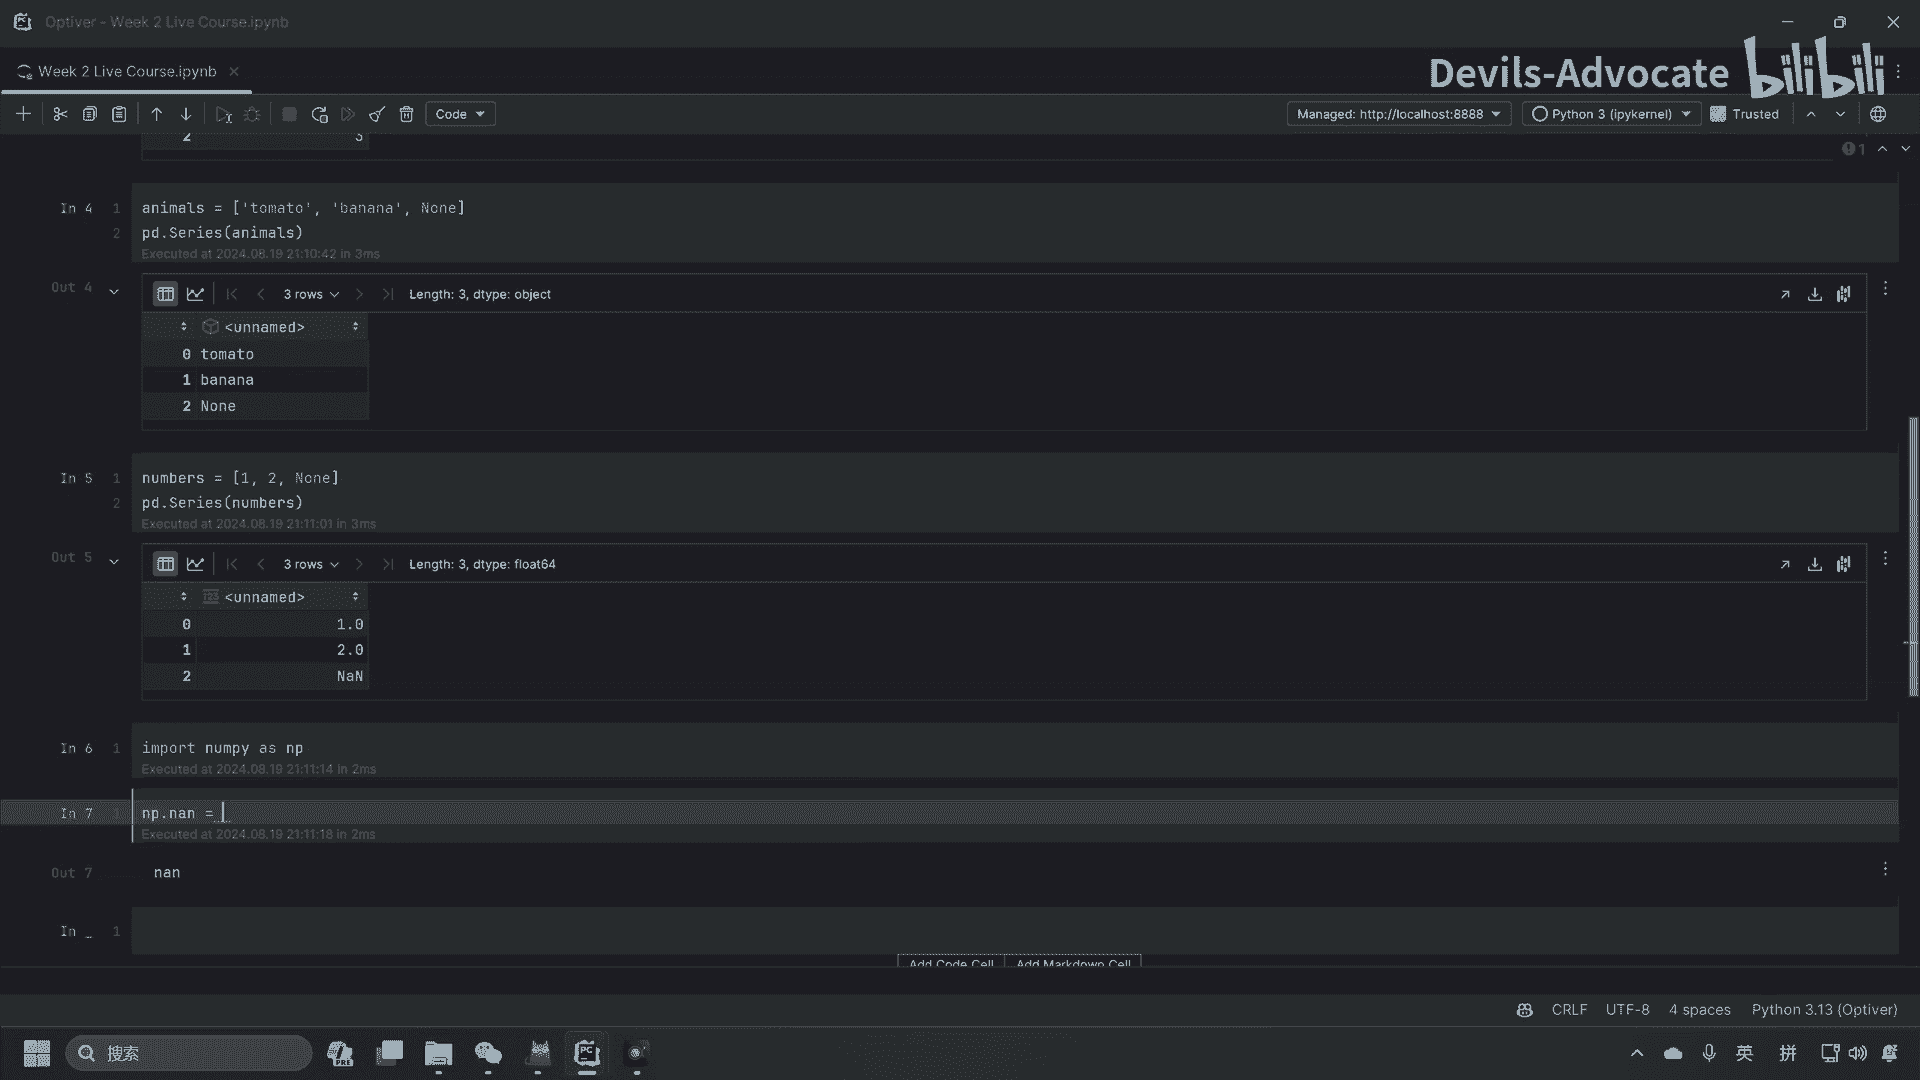 Optiver - Week 2 Live Course.ipynb
Week 2 Live Course.ipynb
Devils-Advocate bilibili
Code
Managed: http://localhost:8888
Python 3 (ipykernel)
Trusted
2 3
1
In 4
1 animals = ['tomato', 'banana', None]
2 pd.Series(animals)
Executed at 2024.08.19 21:10:42 in 3ms
Out 4
3 rows
Length: 3, dtype: object
<unnamed>
0 tomato
1 banana
2 None
In 5
1 numbers = [1, 2, None]
2 pd.Series(numbers)
Executed at 2024.08.19 21:11:01 in 3ms
Out 5
3 rows
Length: 3, dtype: float64
123 <unnamed>
0 1.0
1 2.0
2 NaN
In 6
1 import numpy as np
Executed at 2024.08.19 21:11:14 in 2ms
In 7
1 np.nan =
Executed at 2024.08.19 21:11:18 in 2ms
Out 7
nan
In _ 1
Add Code Cell Add Markdown Cell
CRLF UTF-8 4 spaces Python 3.13 (Optiver)
搜索
PRE
PC
英 拼